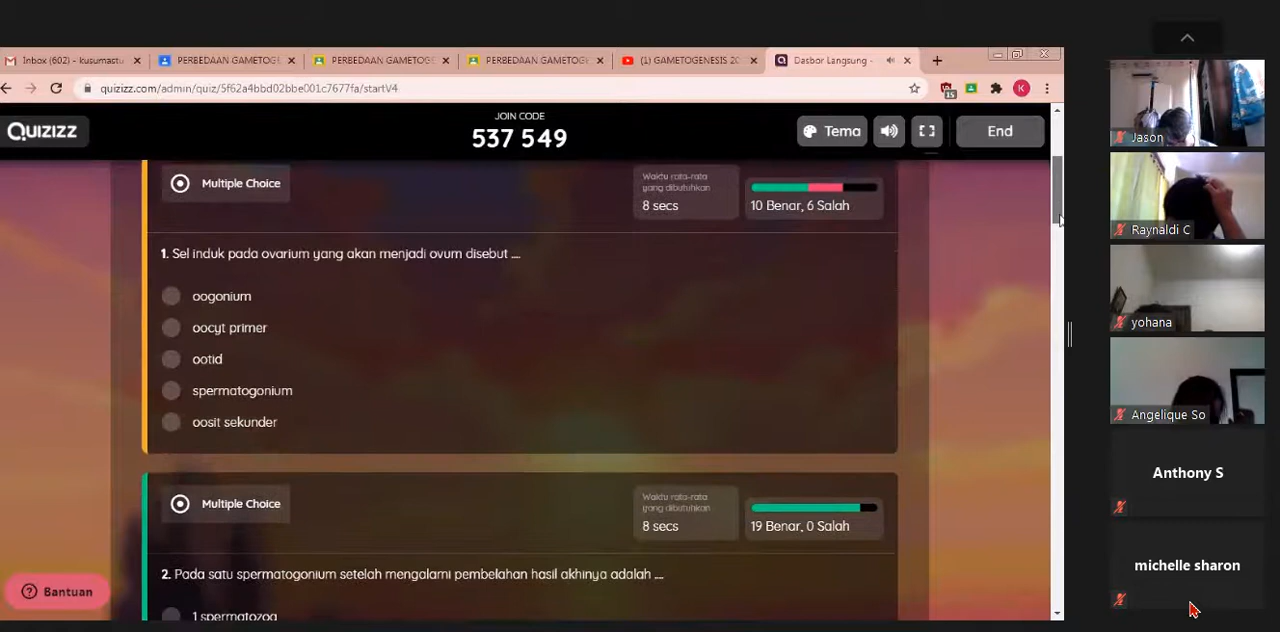 Inbox (602) - kusumastu
PERBEDAAN GAMETOG
PERBEDAAN GAMETOG
PERBEDAAN GAMETOG
(1) GAMETOGENESIS 20
Dasbor Langsung -
quizizz.com/admin/quiz/5f62a4bbd02bbe001c7677fa/startV4
15
K
QUIZIZZ
JOIN CODE
537 549
Tema
End
Multiple Choice
Waktu rata-rata
yang dibutuhkan
8 secs
10 Benar, 6 Salah
1. Sel induk pada ovarium yang akan menjadi ovum disebut ....
oogonium
oocyt primer
ootid
spermatogonium
oosit sekunder
Multiple Choice
Waktu rata-rata
yang dibutuhkan
8 secs
19 Benar, 0 Salah
2. Pada satu spermatogonium setelah mengalami pembelahan hasil akhinya adalah ....
1 spermatozoa
Bantuan
Jason
Raynaldi C
yohana
Angelique So
Anthony S
michelle sharon